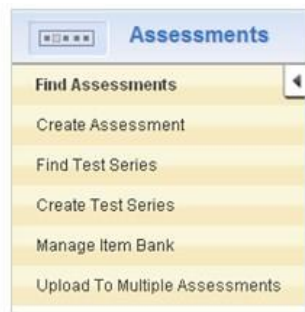 Assessments
Find Assessments
Create Assessment
Find Test Series
Create Test Series
Manage Item Bank
Upload To Multiple Assessments